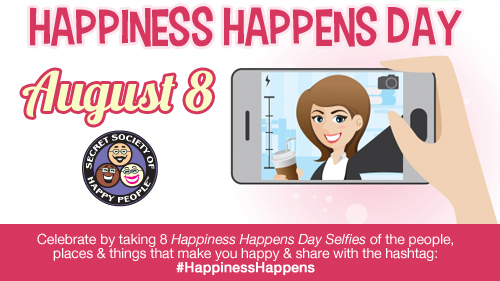 HAPPINESS HAPPENS DAY
August 8
SECRET SOCIETY OF
HAPPY PEOPLE™
Celebrate by taking 8 Happiness Happens Day Selfies of the people,
places & things that make you happy & share with the hashtag:
#HappinessHappens